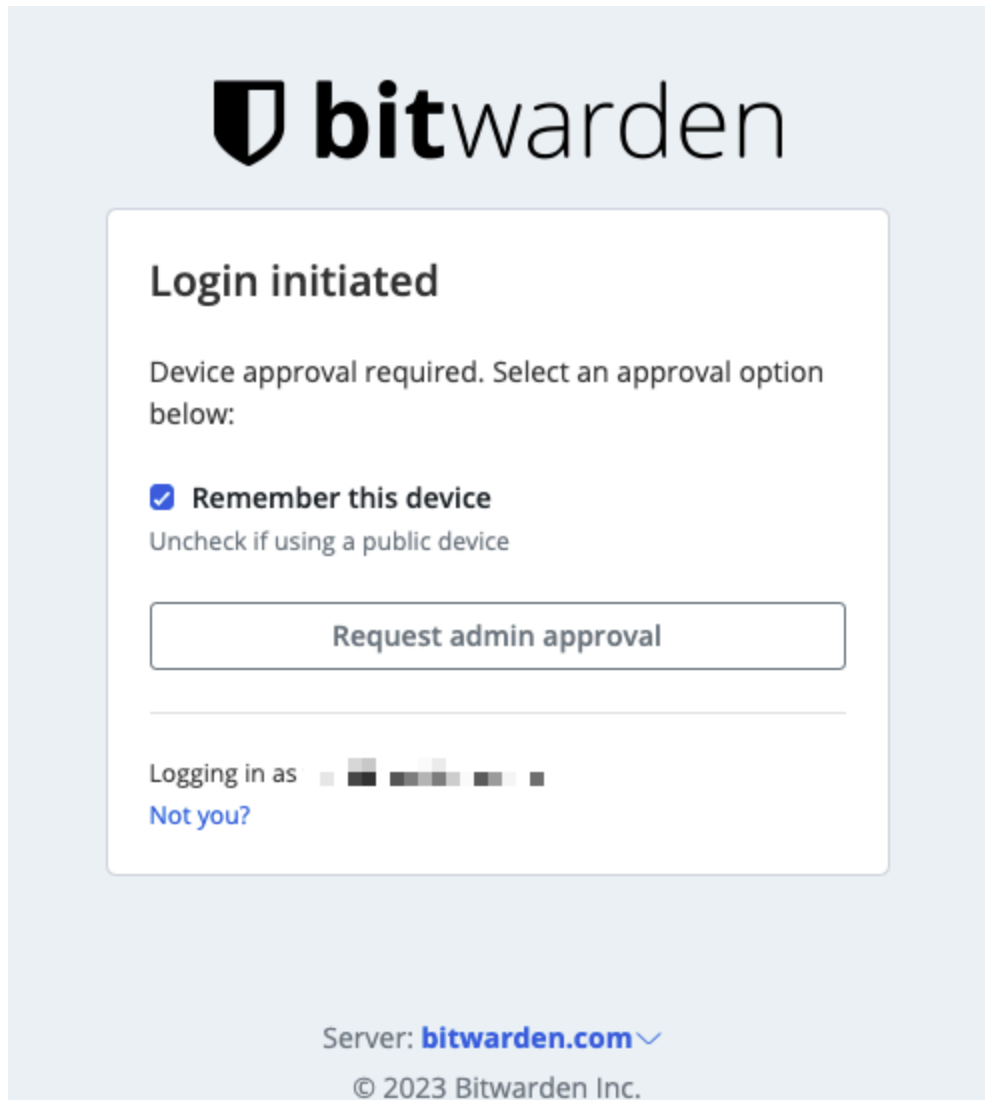 bitwarden
Login initiated
Device approval required. Select an approval option
below:
Remember this device
Uncheck if using a public device
Request admin approval
Logging in as
Not you?
Server: bitwarden.com
© 2023 Bitwarden Inc.